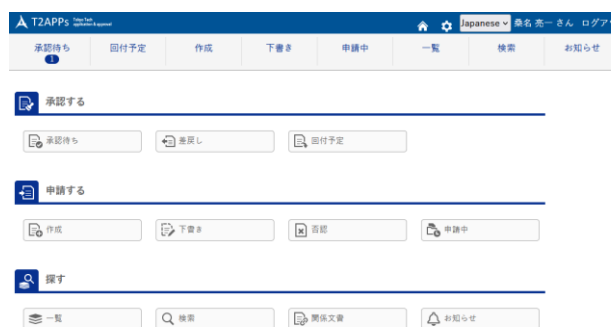 T2APPs Tokyo Tech application & approval Japanese 桑名 亮一 さん ログア
承認待ち 回付予定 作成 下書き 申請中 一覧 検索 お知らせ
1
承認する
承認待ち 差戻し 回付予定
申請する
作成 下書き 否認 申請中
探す
一覧 検索 関係文書 お知らせ